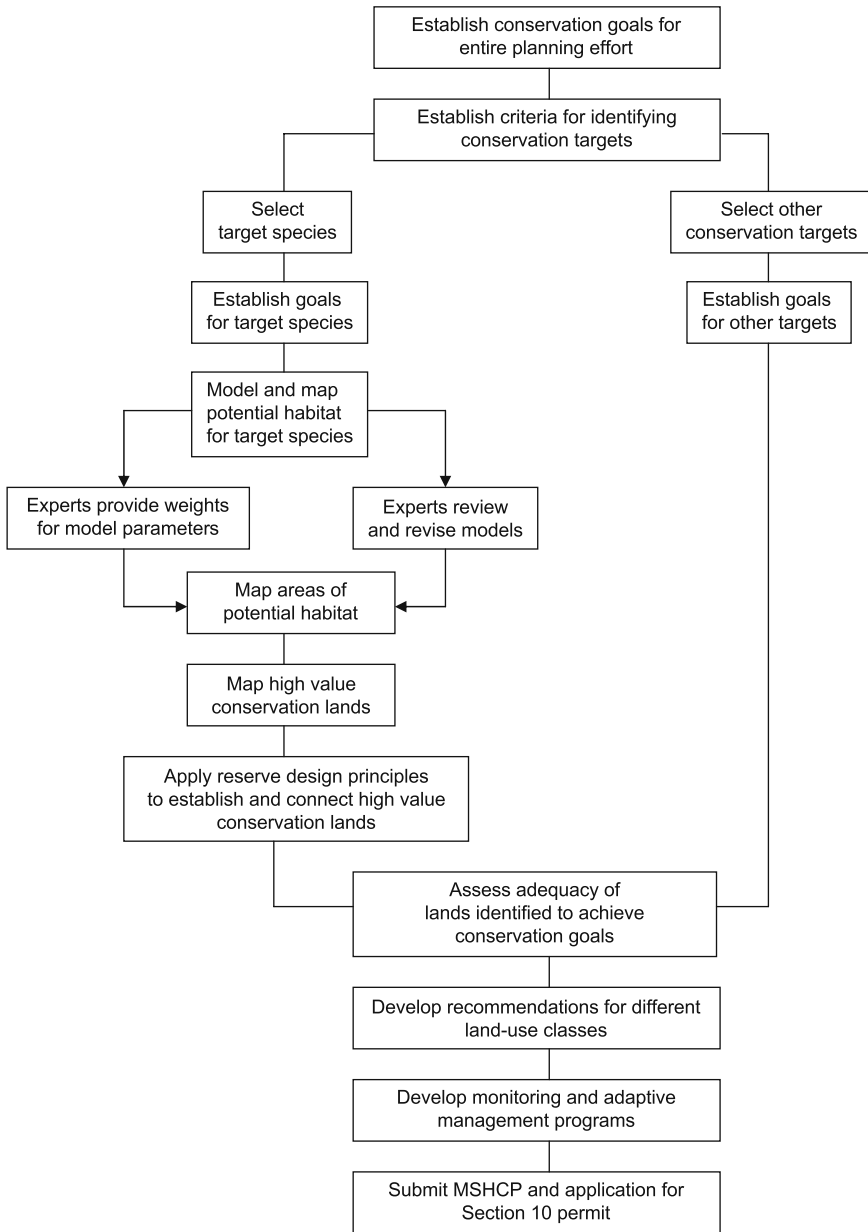 Establish conservation goals for
entire planning effort
Establish criteria for identifying
conservation targets
Select
target species
Select other
conservation targets
Establish goals
for target species
Establish goals
for other targets
Model and map
potential habitat
for target species
Experts provide weights
for model parameters
Experts review
and revise models
Map areas of
potential habitat
Map high value
conservation lands
Apply reserve design principles
to establish and connect high value
conservation lands
Assess adequacy of
lands identified to achieve
conservation goals
Develop recommendations for different
land-use classes
Develop monitoring and adaptive
management programs
Submit MSHCP and application for
Section 10 permit